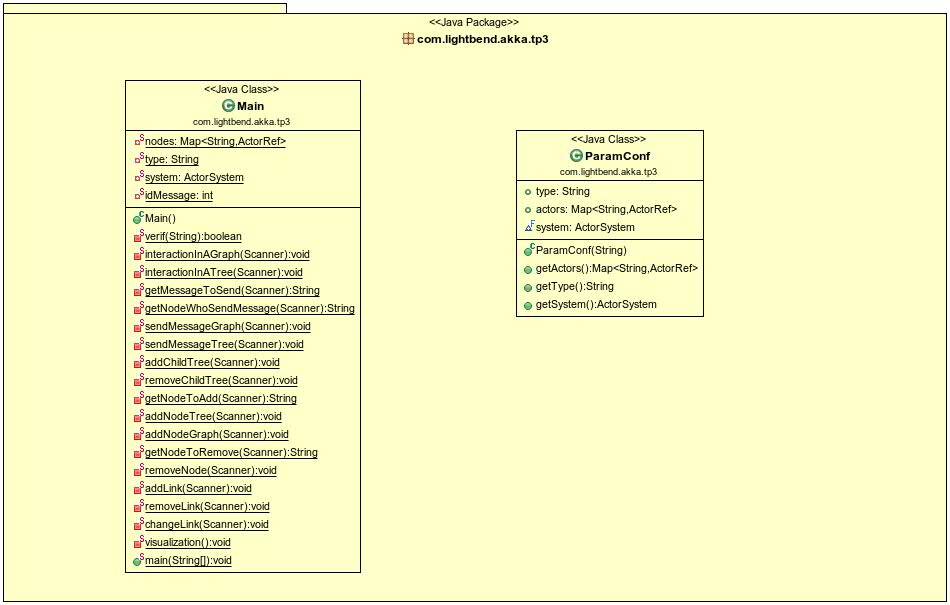 <<Java Package>>
com.lightbend.akka.tp3
<<Java Class>>
Main
com.lightbend.akka.tp3
nodes: Map<String,ActorRef>
type: String
system: ActorSystem
idMessage: int
Main()
verif(String):boolean
interactionInAGraph(Scanner):void
interactionInATree(Scanner):void
getMessageToSend(Scanner):String
getNodeWhoSendMessage(Scanner):String
sendMessageGraph(Scanner):void
sendMessageTree(Scanner):void
addChildTree(Scanner):void
removeChildTree(Scanner):void
getNodeToAdd(Scanner):String
addNodeTree(Scanner):void
addNodeGraph(Scanner):void
getNodeToRemove(Scanner):String
removeNode(Scanner):void
addLink(Scanner):void
removeLink(Scanner):void
changeLink(Scanner):void
visualization():void
main(String[]):void
<<Java Class>>
ParamConf
com.lightbend.akka.tp3
type: String
actors: Map<String,ActorRef>
system: ActorSystem
ParamConf(String)
getActors():Map<String,ActorRef>
getType():String
getSystem():ActorSystem